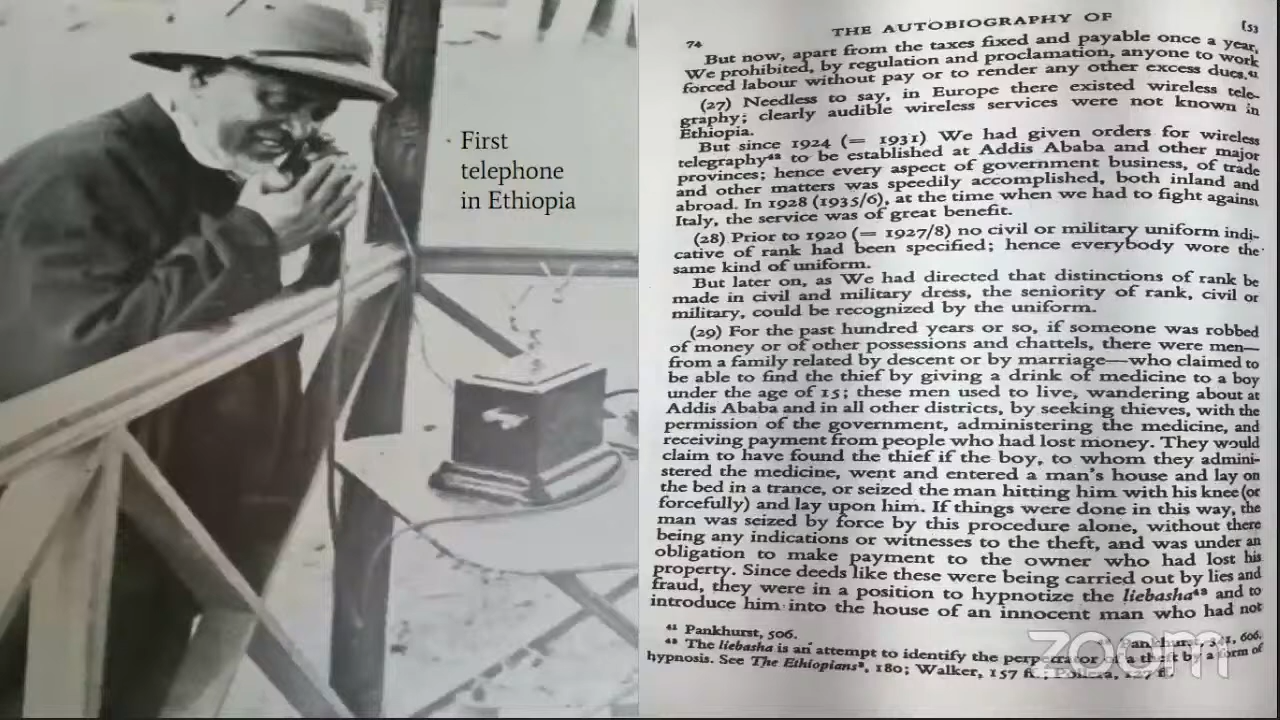 First
telephone
in Ethiopia
THE AUTOBIOGRAPHY OF
74
[53
But now, apart from the taxes fixed and payable once a year,
We prohibited, by regulation and proclamation, anyone to work
forced labour without pay or to render any other excess dues.⁴¹
(27) Needless to say, in Europe there existed wireless tele-
graphy; clearly audible wireless services were not known in
Ethiopia.
But since 1924 (= 1931) We had given orders for wireless
telegraphy⁴² to be established at Addis Ababa and other major
provinces; hence every aspect of government business, of trade
and other matters was speedily accomplished, both inland and
abroad. In 1928 (1935/6), at the time when we had to fight against
Italy, the service was of great benefit.
(28) Prior to 1920 (= 1927/8) no civil or military uniform indi-
cative of rank had been specified; hence everybody wore the
same kind of uniform.
But later on, as We had directed that distinctions of rank be
made in civil and military dress, the seniority of rank, civil or
military, could be recognized by the uniform.
(29) For the past hundred years or so, if someone was robbed
of money or of other possessions and chattels, there were men—
from a family related by descent or by marriage—who claimed to
be able to find the thief by giving a drink of medicine to a boy
under the age of 15; these men used to live, wandering about at
Addis Ababa and in all other districts, by seeking thieves, with the
permission of the government, administering the medicine, and
receiving payment from people who had lost money. They would
claim to have found the thief if the boy, to whom they admini-
stered the medicine, went and entered a man's house and lay on
the bed in a trance, or seized the man hitting him with his knee (or
forcefully) and lay upon him. If things were done in this way, the
man was seized by force by this procedure alone, without there
being any indications or witnesses to the theft, and was under an
obligation to make payment to the owner who had lost his
property. Since deeds like these were being carried out by lies and
fraud, they were in a position to hypnotize the liebasha⁴³ and to
introduce him into the house of an innocent man who had not
⁴¹ Pankhurst, 506.
Pankhurst, 341, 606.
⁴³ The liebasha is an attempt to identify the perpetrator of a theft by a form of
hypnosis. See The Ethiopians², 180; Walker, 157 ff.;
zoom